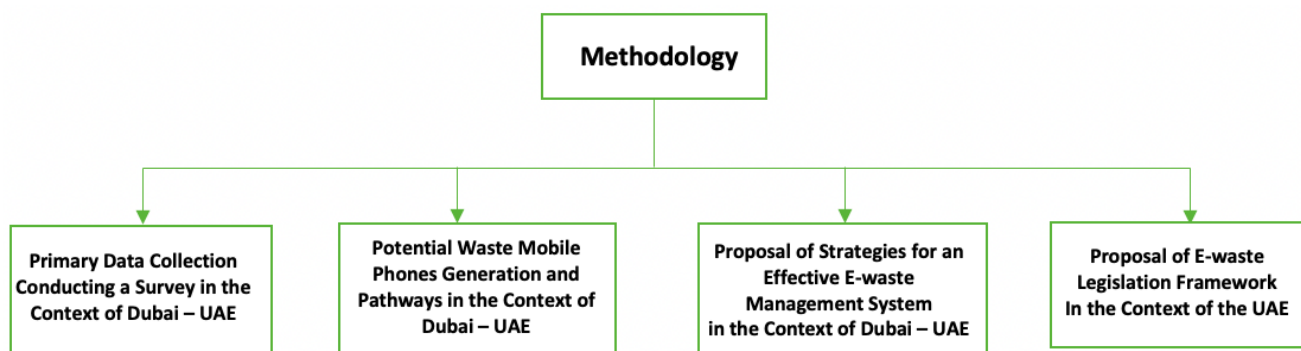 Methodology
Primary Data Collection
Conducting a Survey in the
Context of Dubai – UAE
Potential Waste Mobile
Phones Generation and
Pathways in the Context of
Dubai – UAE
Proposal of Strategies for an
Effective E-waste
Management System
in the Context of Dubai – UAE
Proposal of E-waste
Legislation Framework
In the Context of the UAE